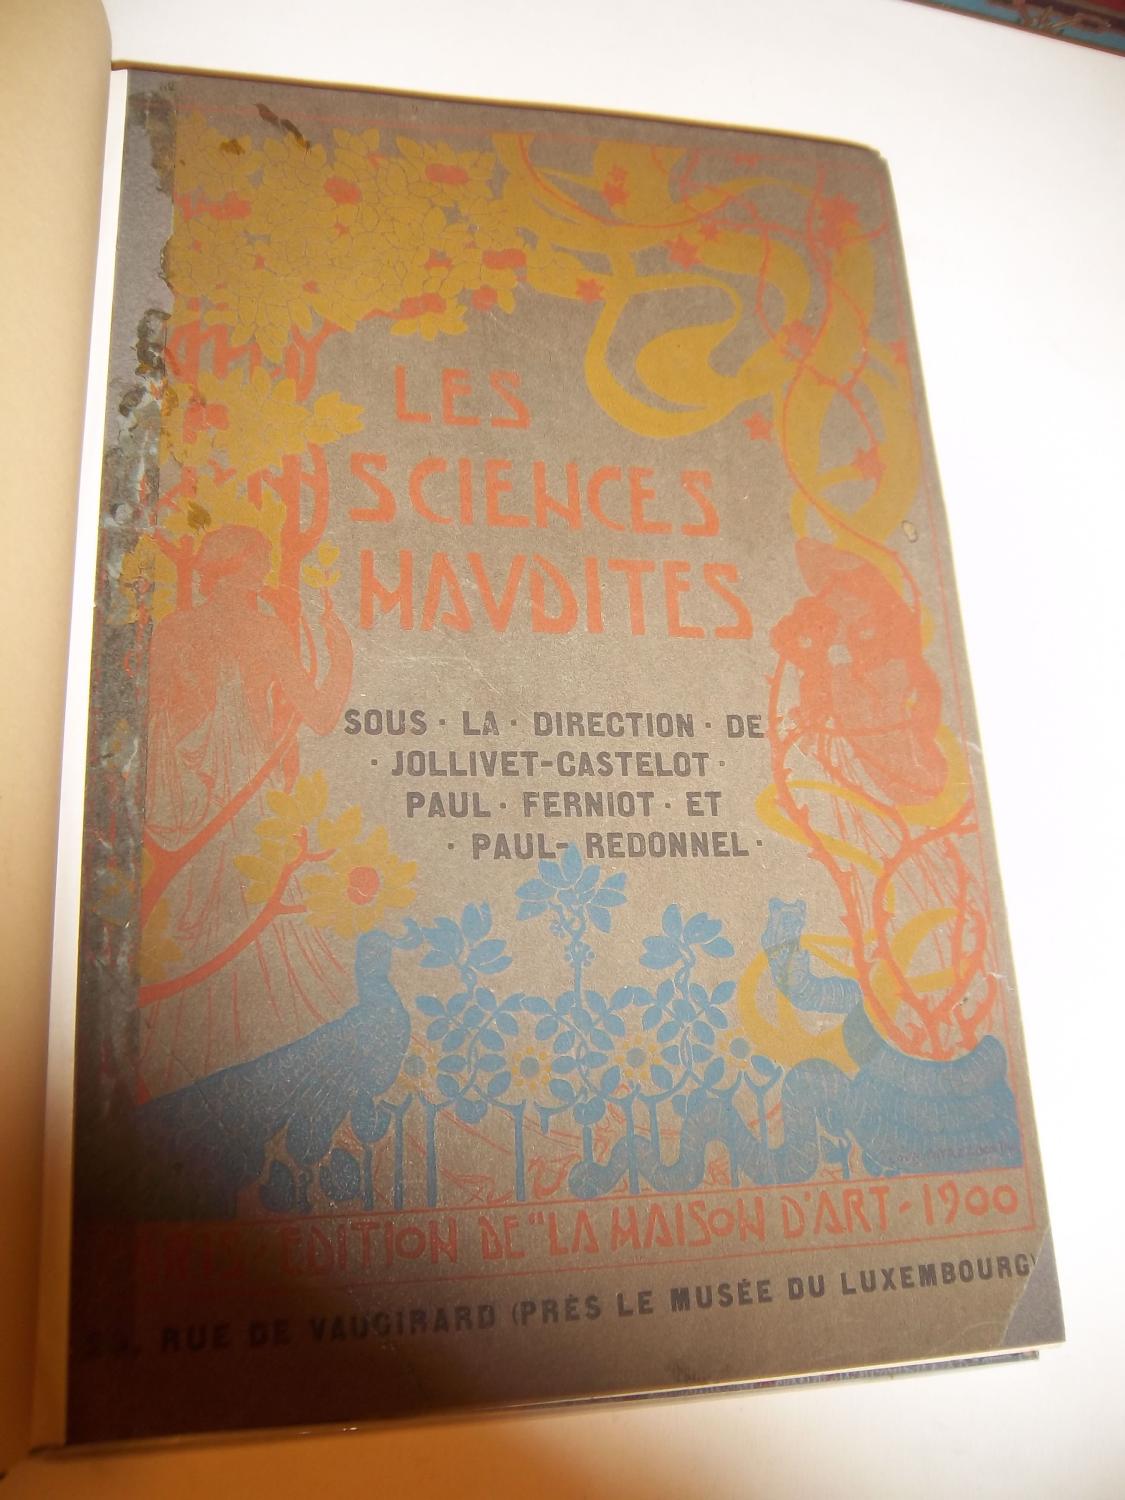 LES
SCIENCES
MAVDITES
SOUS · LA · DIRECTION · DE
· JOLLIVET-CASTELOT ·
PAUL · FERNIOT · ET
· PAUL- REDONNEL ·
PARIS - EDITION DE "LA MAISON D'ART - 1900
RUE DE VAUGIRARD (PRÈS LE MUSÉE DU LUXEMBOURG)